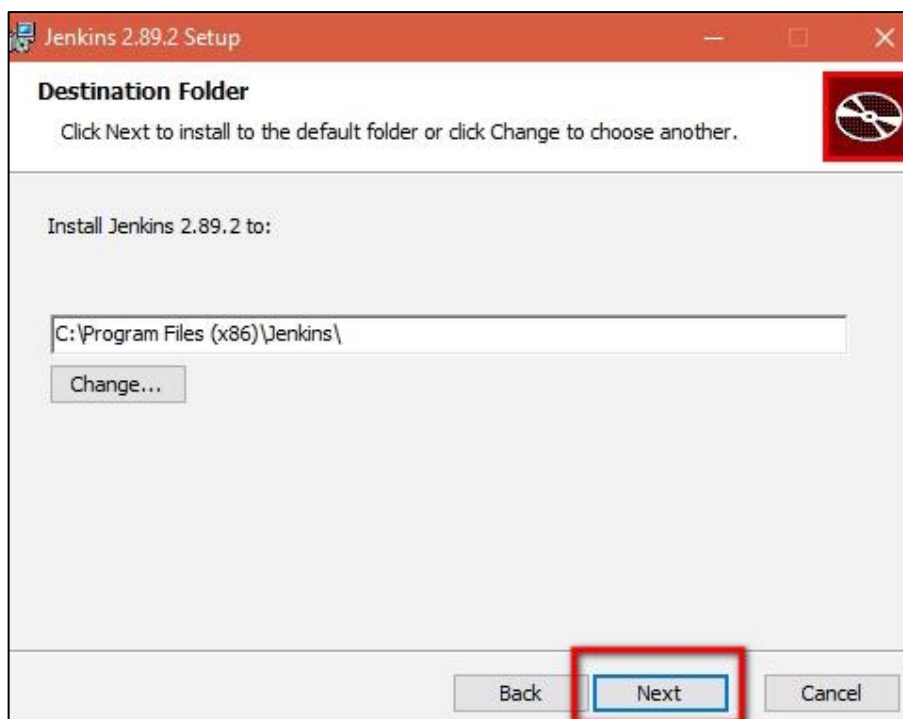 Jenkins 2.89.2 Setup
Destination Folder
Click Next to install to the default folder or click Change to choose another.
Install Jenkins 2.89.2 to:
C:\Program Files (x86)\Jenkins\
Change...
Back Next Cancel